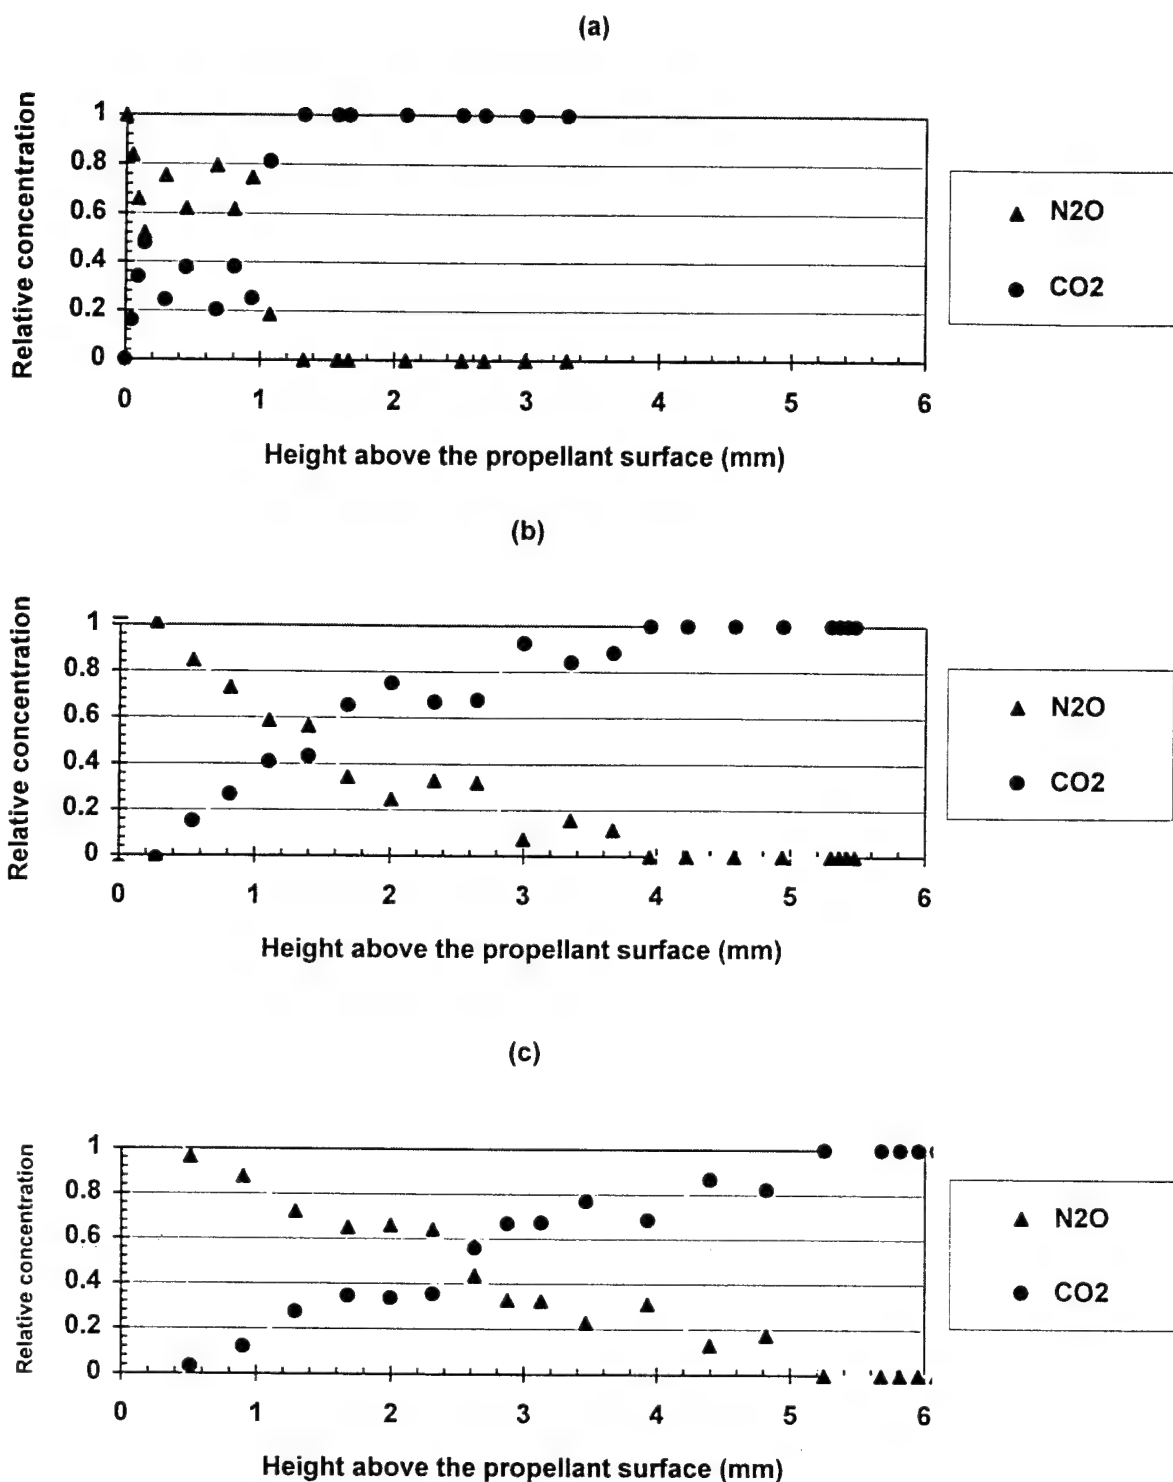 (a)
Relative concentration
1
0.8
0.6
0.4
0.2
0
0 1 2 3 4 5 6
Height above the propellant surface (mm)
N2O
CO2
(b)
Relative concentration
1
0.8
0.6
0.4
0.2
0
0 1 2 3 4 5 6
Height above the propellant surface (mm)
N2O
CO2
(c)
Relative concentration
1
0.8
0.6
0.4
0.2
0
0 1 2 3 4 5 6
Height above the propellant surface (mm)
N2O
CO2